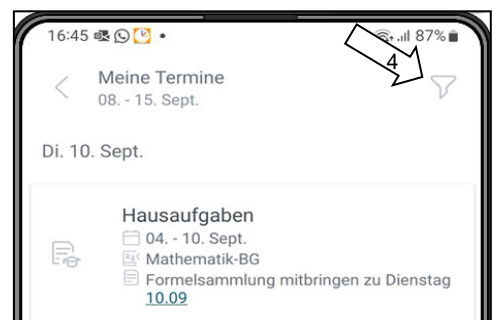 16:45 87%
4
Meine Termine
08. - 15. Sept.
Di. 10. Sept.
Hausaufgaben
04. - 10. Sept.
Mathematik-BG
Formelsammlung mitbringen zu Dienstag
10.09